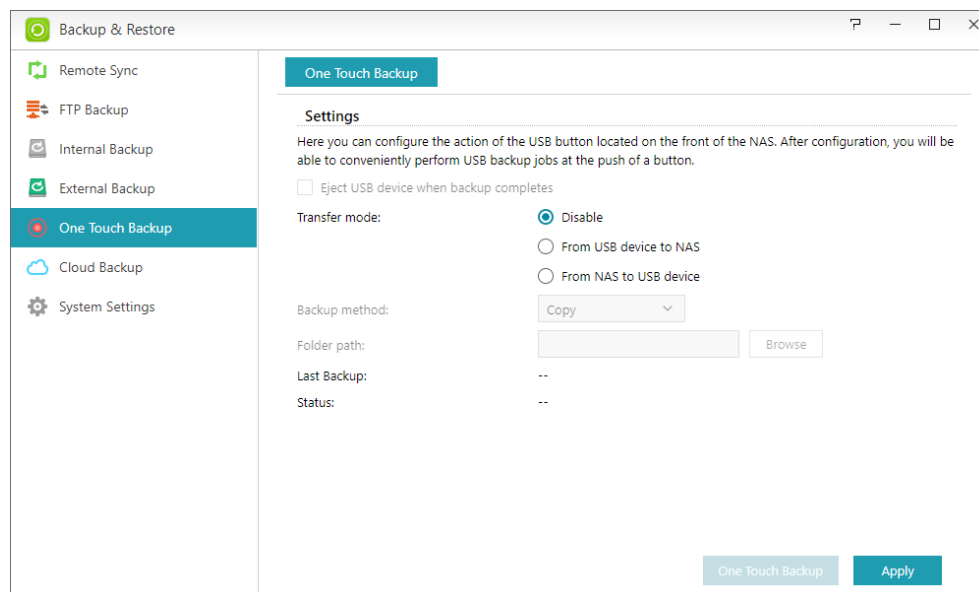 Backup & Restore
Remote Sync
FTP Backup
Internal Backup
External Backup
One Touch Backup
Cloud Backup
System Settings
One Touch Backup
Settings
Here you can configure the action of the USB button located on the front of the NAS. After configuration, you will be
able to conveniently perform USB backup jobs at the push of a button.
Eject USB device when backup completes
Transfer mode:
Disable
From USB device to NAS
From NAS to USB device
Backup method:
Copy
Folder path:
Browse
Last Backup:
--
Status:
--
One Touch Backup
Apply